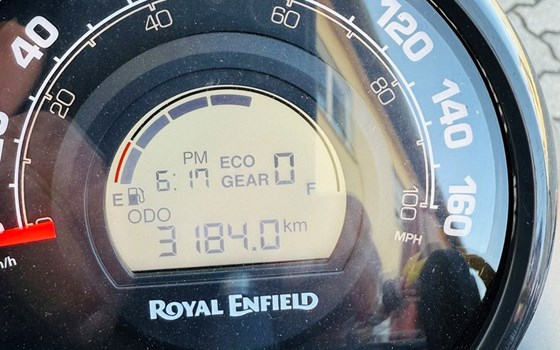 40
120
140
160
20
40
60
80
100
0
MPH
PM
6:17
ECO
GEAR 0
E
F
ODO
3184.0 km
ROYAL ENFIELD
m/h